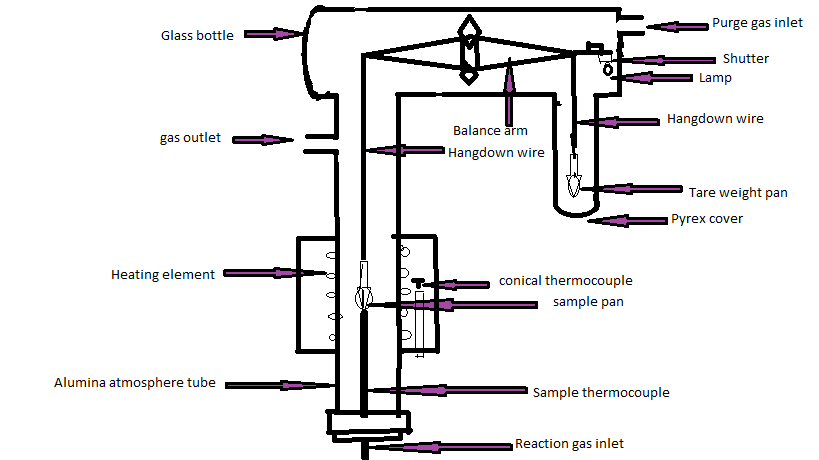 Purge gas inlet
Glass bottle
Shutter
Lamp
Hangdown wire
Balance arm
gas outlet
Hangdown wire
Tare weight pan
Pyrex cover
Heating element
conical thermocouple
sample pan
Alumina atmosphere tube
Sample thermocouple
Reaction gas inlet